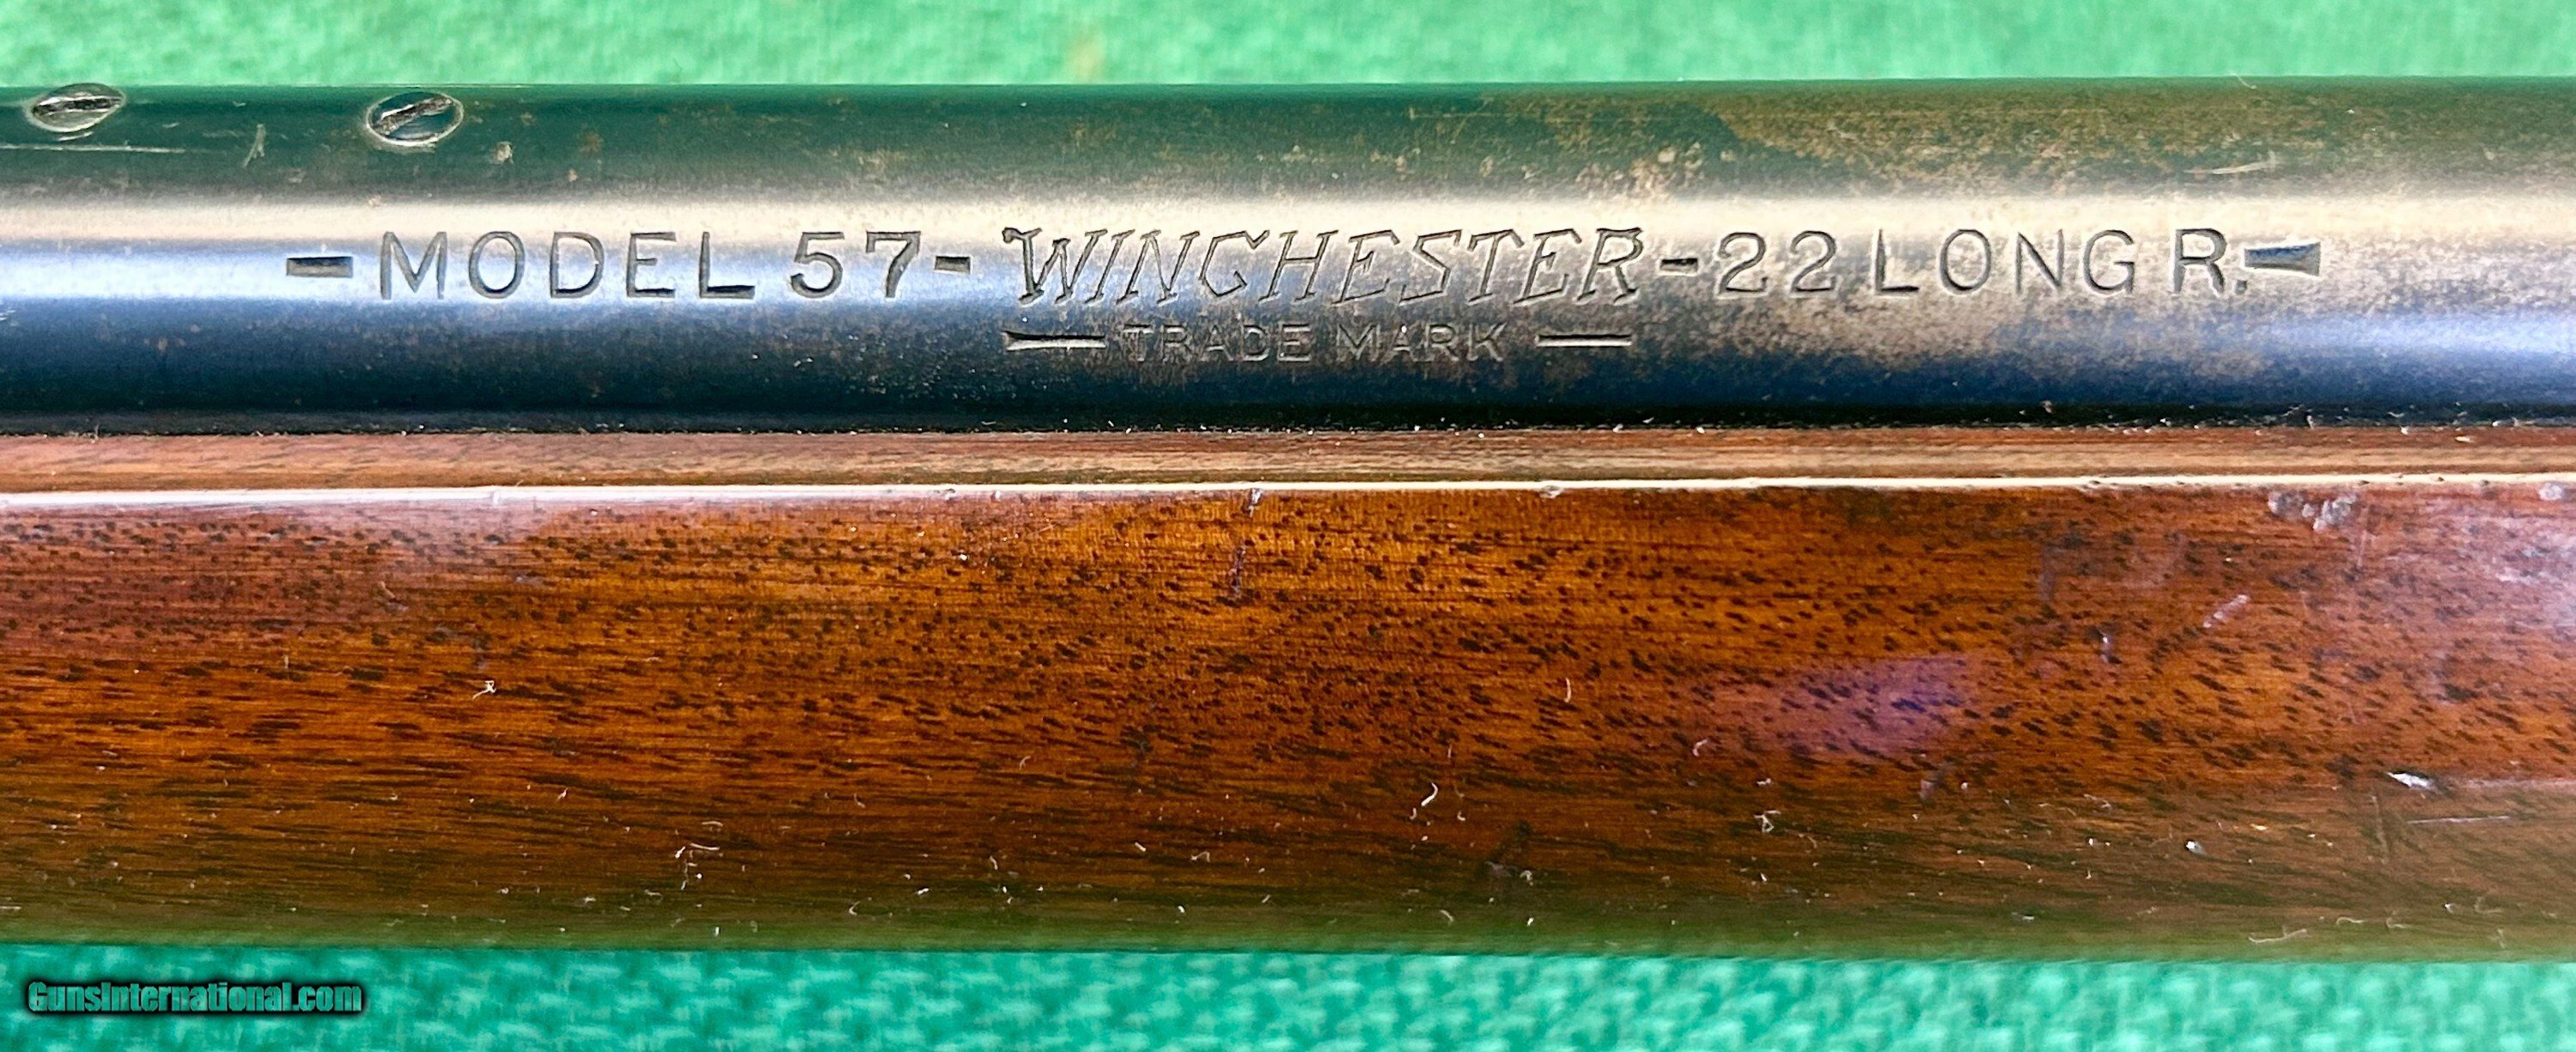 -MODEL 57-WINCHESTER-22 LONG R.-
— TRADE MARK —
GunsInternational.com